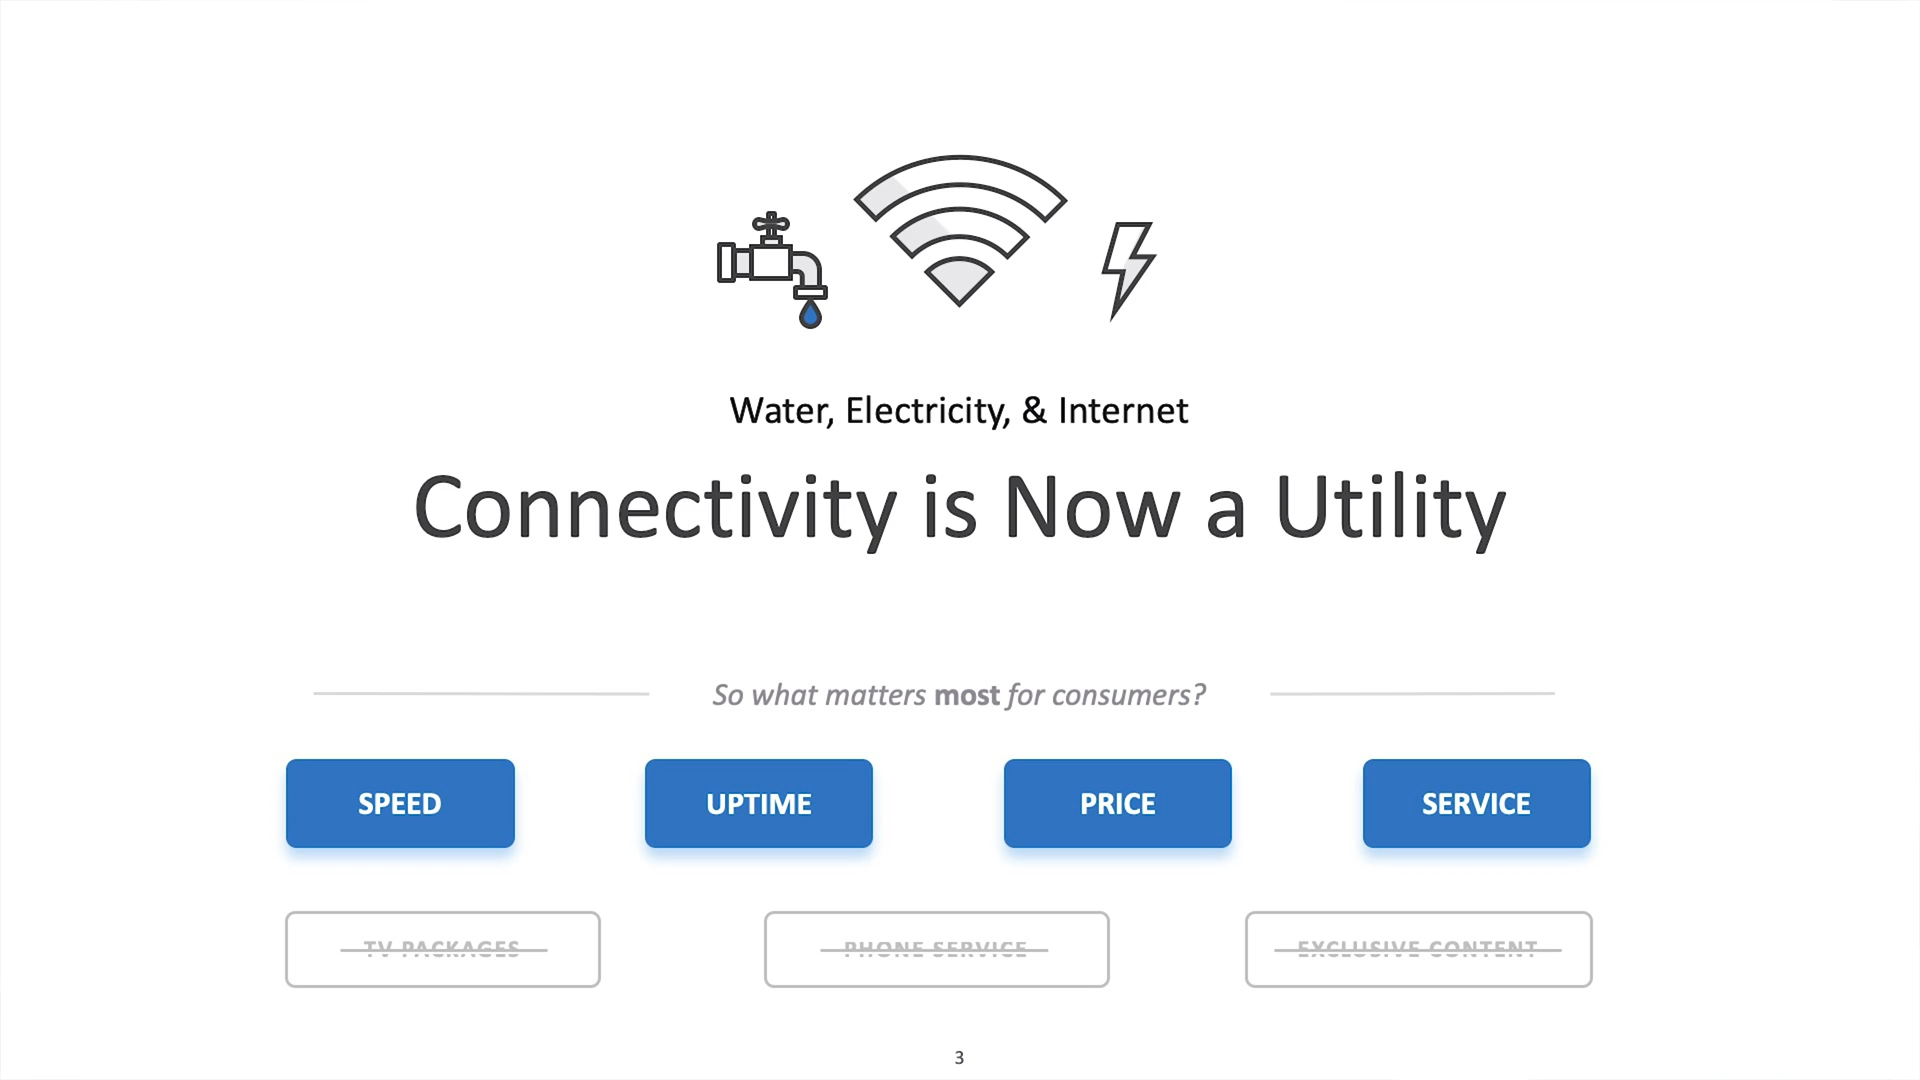 Water, Electricity, & Internet
Connectivity is Now a Utility
So what matters most for consumers?
SPEED
UPTIME
PRICE
SERVICE
TV PACKAGES
PHONE SERVICE
EXCLUSIVE CONTENT
3